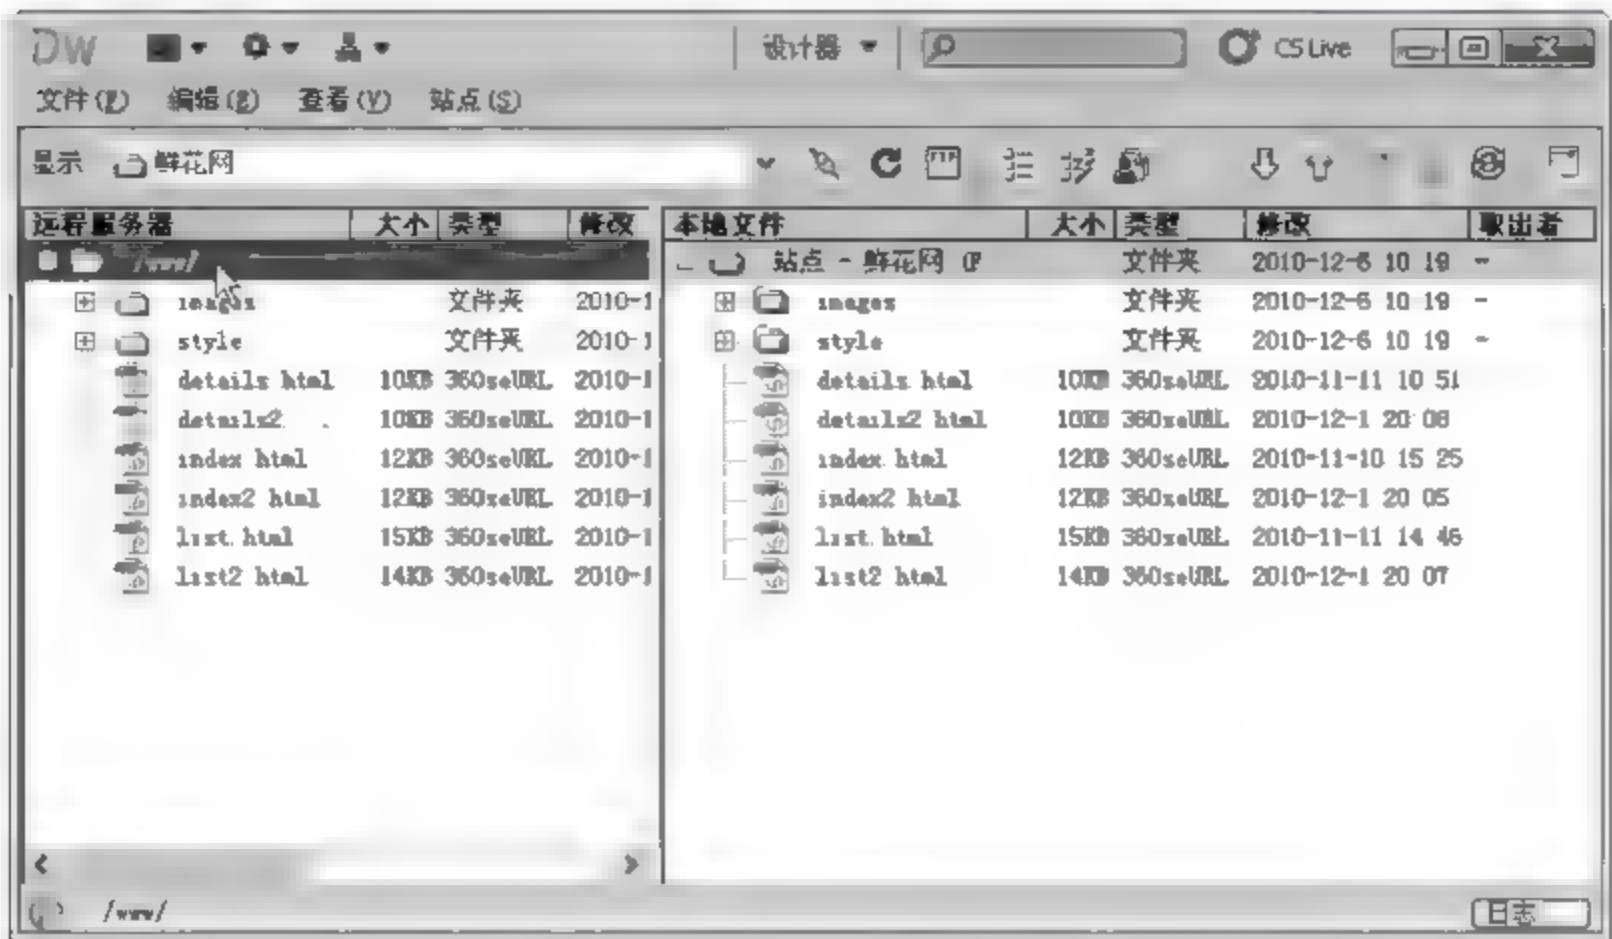 DW 设计器 CS Live
文件(F) 编辑(E) 查看(V) 站点(S)
显示 鲜花网
远程服务器 大小 类型 修改 本地文件 大小 类型 修改 取出者
/www/ 站点 - 鲜花网 (F 文件夹 2010-12-6 10 19 -
images 文件夹 2010-1 images 文件夹 2010-12-6 10 19 -
style 文件夹 2010-1 style 文件夹 2010-12-6 10 19 -
details html 10KB 360seURL 2010-1 details html 10KB 360seURL 2010-11-11 10 51
details2 10KB 360seURL 2010-1 details2 html 10KB 360seURL 2010-12-1 20 08
index html 12KB 360seURL 2010-1 index html 12KB 360seURL 2010-11-10 15 25
index2 html 12KB 360seURL 2010-1 index2 html 12KB 360seURL 2010-12-1 20 05
list.html 15KB 360seURL 2010-1 list.html 15KB 360seURL 2010-11-11 14 46
list2 html 14KB 360seURL 2010-1 list2 html 14KB 360seURL 2010-12-1 20 07
/www/ 日志